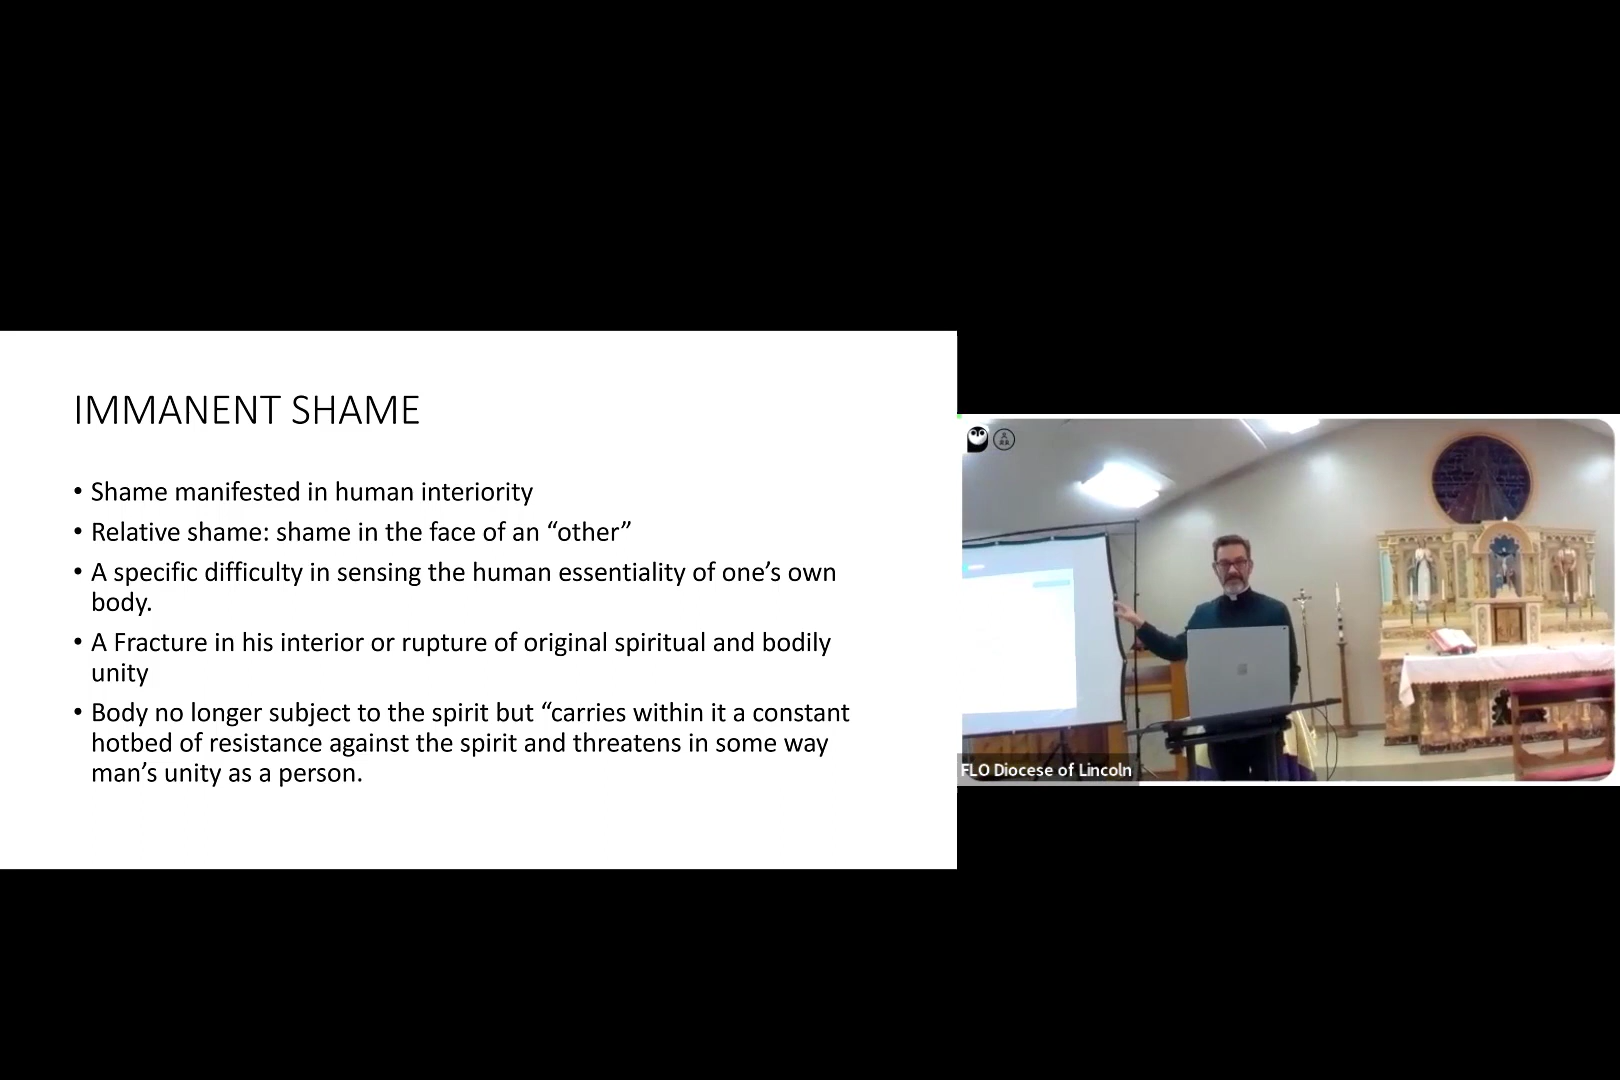 IMMANENT SHAME
• Shame manifested in human interiority
• Relative shame: shame in the face of an “other”
• A specific difficulty in sensing the human essentiality of one’s own
body.
• A Fracture in his interior or rupture of original spiritual and bodily
unity
• Body no longer subject to the spirit but “carries within it a constant
hotbed of resistance against the spirit and threatens in some way
man’s unity as a person.
FLO Diocese of Lincoln